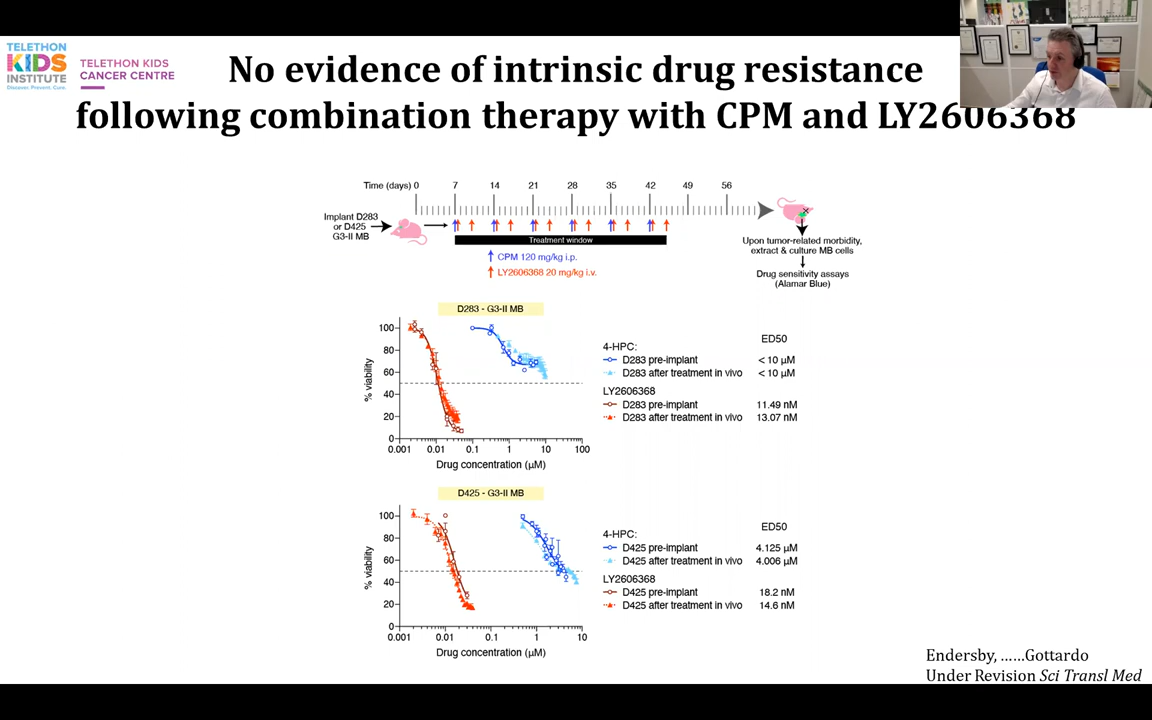 TELETHON
KIDS
INSTITUTE
Discover. Prevent. Cure.
TELETHON KIDS
CANCER CENTRE
No evidence of intrinsic drug resistance
following combination therapy with CPM and LY2606368
Time (days) 0 7 14 21 28 35 42 49 56
Implant D283
or D425
G3-II MB
Treatment window
CPM 120 mg/kg i.p.
LY2606368 20 mg/kg i.v.
Upon tumor-related morbidity,
extract & culture MB cells
Drug sensitivity assays
(Alamar Blue)
D283 - G3-II MB
% viability
100
80
60
40
20
0
0.001 0.01 0.1 1 10 100
Drug concentration (μM)
ED50
4-HPC:
D283 pre-implant < 10 μM
D283 after treatment in vivo < 10 μM
LY2606368
D283 pre-implant 11.49 nM
D283 after treatment in vivo 13.07 nM
D425 - G3-II MB
% viability
100
80
60
40
20
0
0.001 0.01 0.1 1 10
Drug concentration (μM)
ED50
4-HPC:
D425 pre-implant 4.125 μM
D425 after treatment in vivo 4.006 μM
LY2606368
D425 pre-implant 18.2 nM
D425 after treatment in vivo 14.6 nM
Endersby, ......Gottardo
Under Revision Sci Transl Med